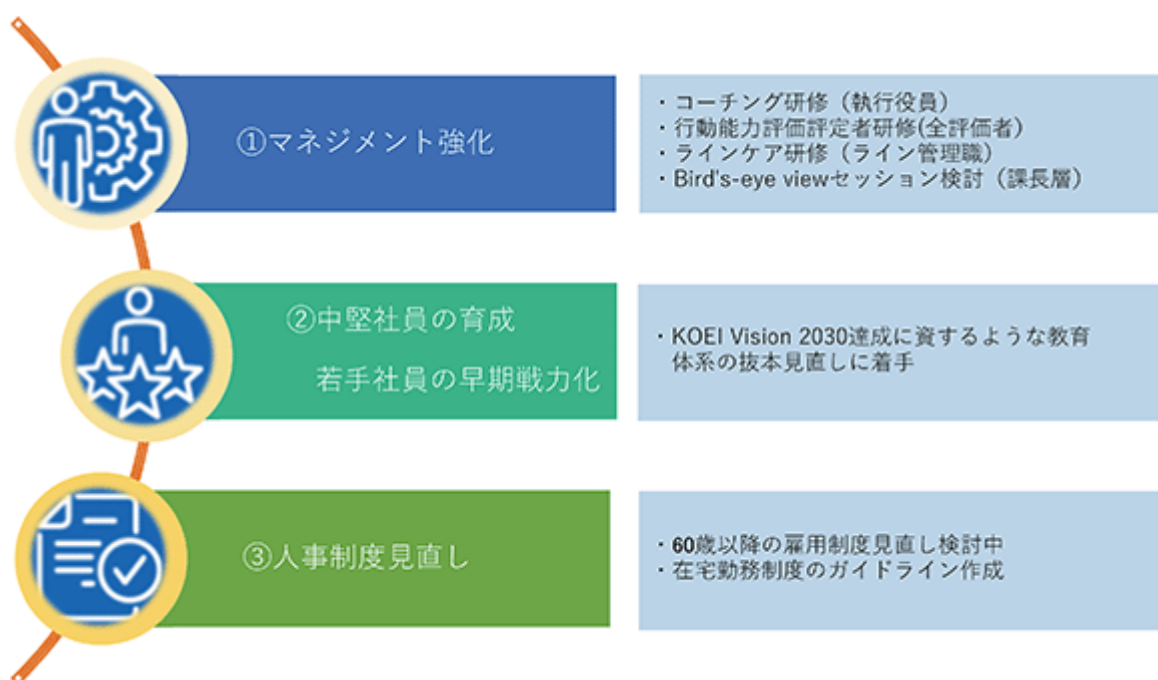 ①マネジメント強化
・コーチング研修（執行役員）
・行動能力評価評定者研修(全評価者)
・ラインケア研修（ライン管理職）
・Bird's-eye viewセッション検討（課長層）
②中堅社員の育成
若手社員の早期戦力化
・KOEI Vision 2030達成に資するような教育
体系の抜本見直しに着手
③人事制度見直し
・60歳以降の雇用制度見直し検討中
・在宅勤務制度のガイドライン作成